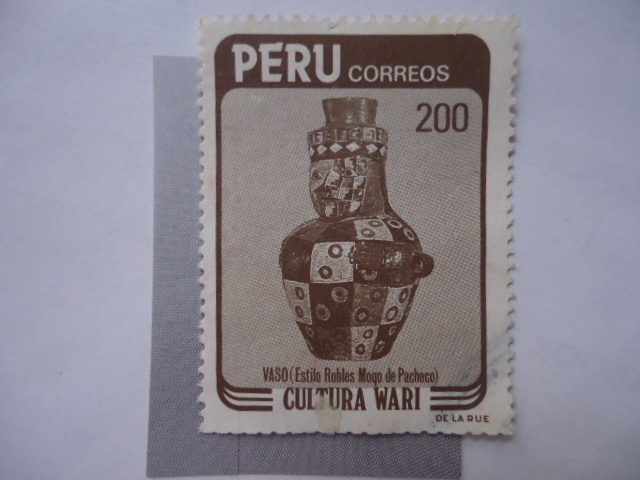 PERU CORREOS
200
VASO (Estilo Robles Moqo de Pacheco)
CULTURA WARI
DE LA RUE